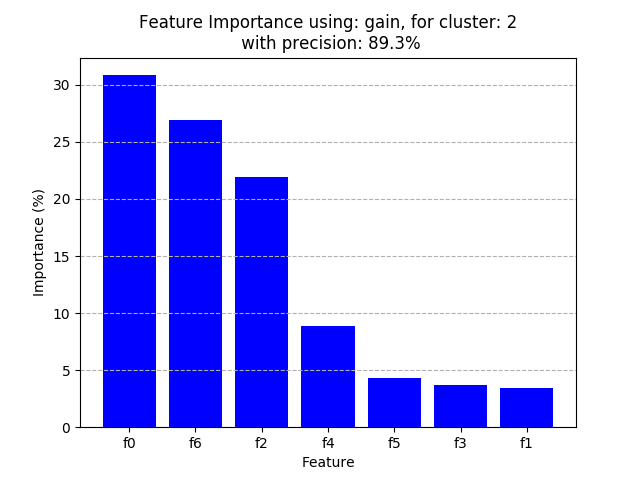 Feature Importance using: gain, for cluster: 2
with precision: 89.3%
Importance (%)
30
25
20
15
10
5
0
f0 f6 f2 f4 f5 f3 f1
Feature